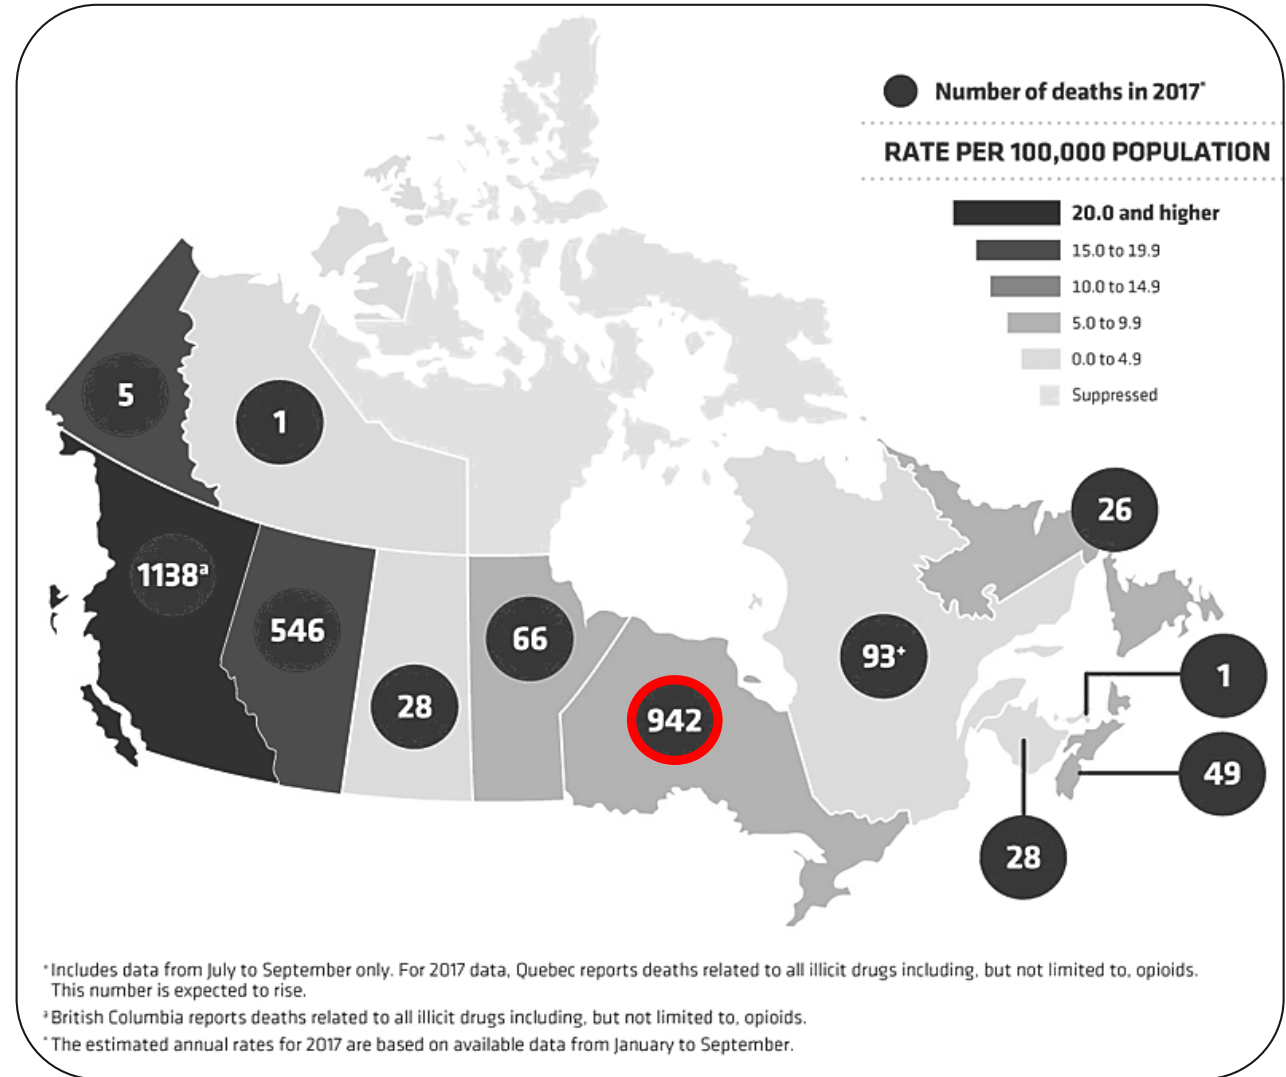 Number of deaths in 2017*
RATE PER 100,000 POPULATION
20.0 and higher
15.0 to 19.9
10.0 to 14.9
5.0 to 9.9
0.0 to 4.9
Suppressed
5
1
26
1138ª
546
66
93⁺
1
28
942
49
28
* Includes data from July to September only. For 2017 data, Quebec reports deaths related to all illicit drugs including, but not limited to, opioids.
This number is expected to rise.
ª British Columbia reports deaths related to all illicit drugs including, but not limited to, opioids.
* The estimated annual rates for 2017 are based on available data from January to September.